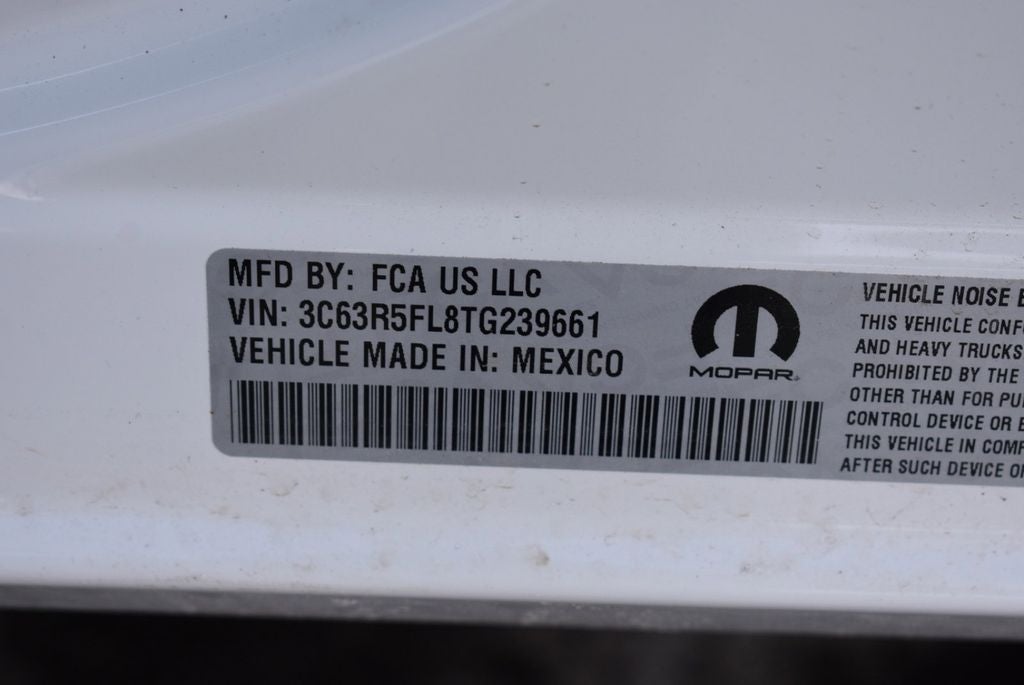 MFD BY: FCA US LLC
VIN: 3C63R5FL8TG239661
VEHICLE MADE IN: MEXICO
MOPAR
VEHICLE NOISE
THIS VEHICLE
AND HEAVY TRUCKS
PROHIBITED BY THE
OTHER THAN FOR
CONTROL DEVICE OR
THIS VEHICLE IN
AFTER SUCH DEVICE